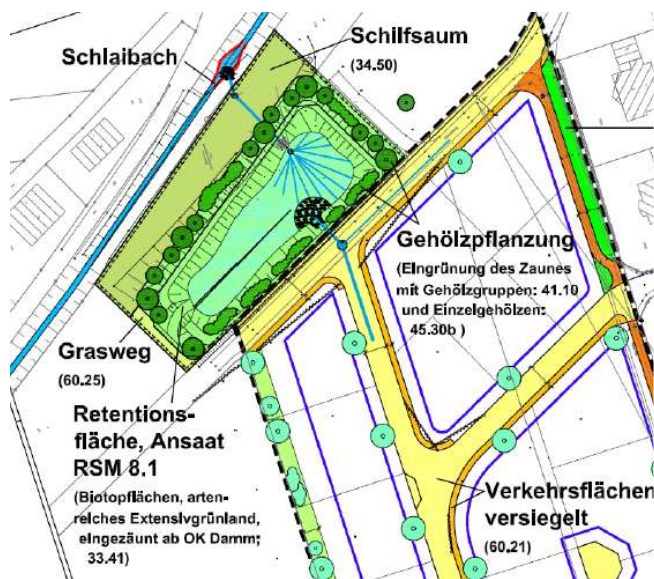 Schlaibach
Schilfsaum
(34.50)
Gehölzpflanzung
(Eingrünung des Zaunes
mit Gehölzgruppen: 41.10
und Einzelgehölzen:
45.30b)
Grasweg
(60.25)
Retentions-
fläche, Ansaat
RSM 8.1
(Biotopflächen, arten-
reiches Extensivgrünland,
eingezäunt ab OK Damm;
33.41)
Verkehrsflächen
versiegelt
(60.21)